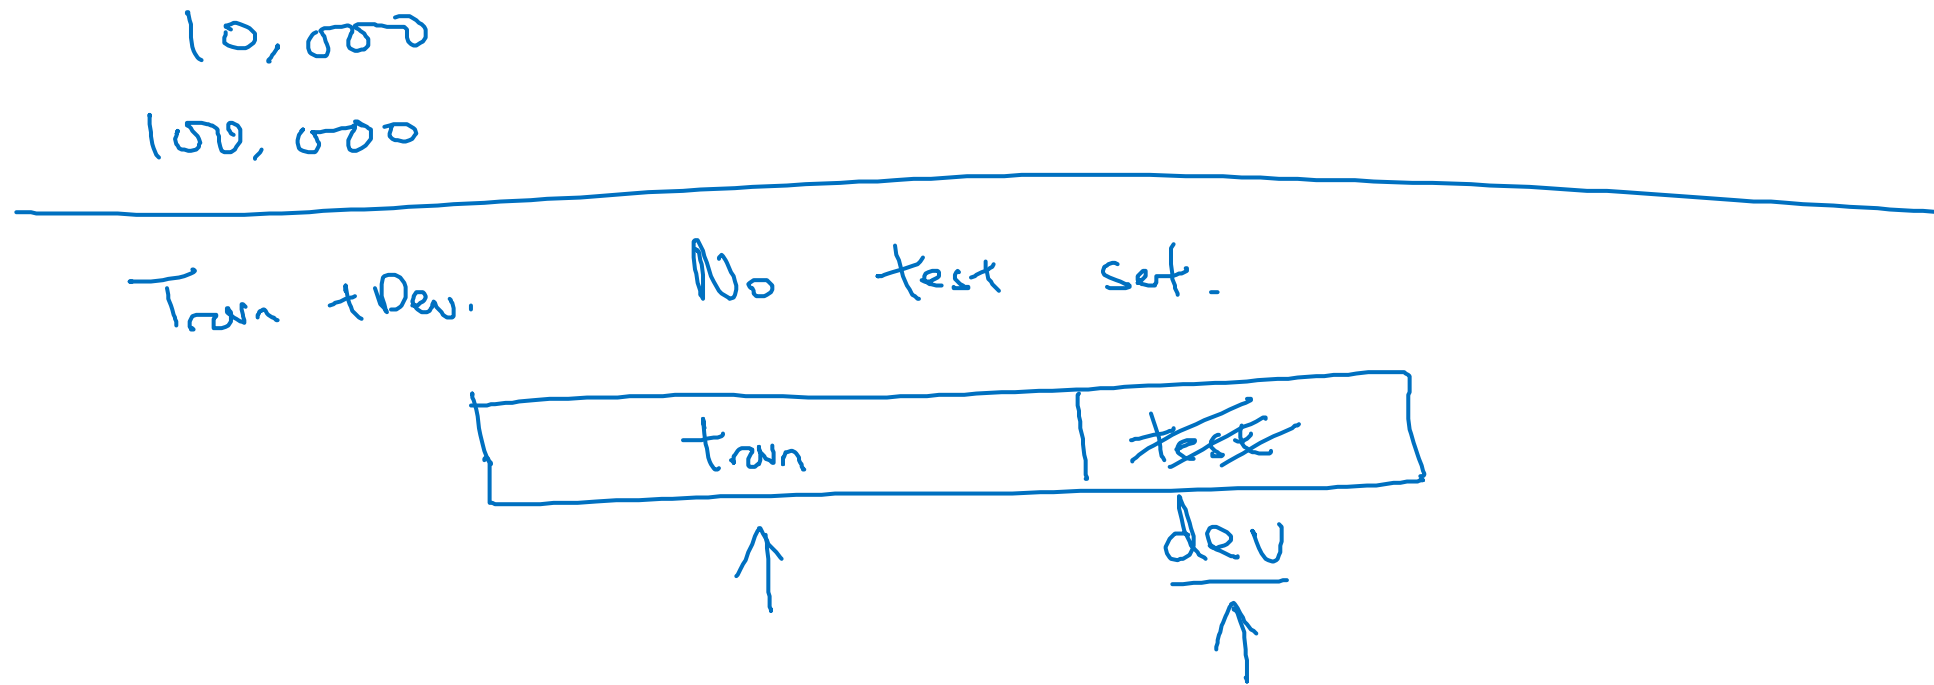 10,000
100,000
Train + Dev. No test set.
train test
dev